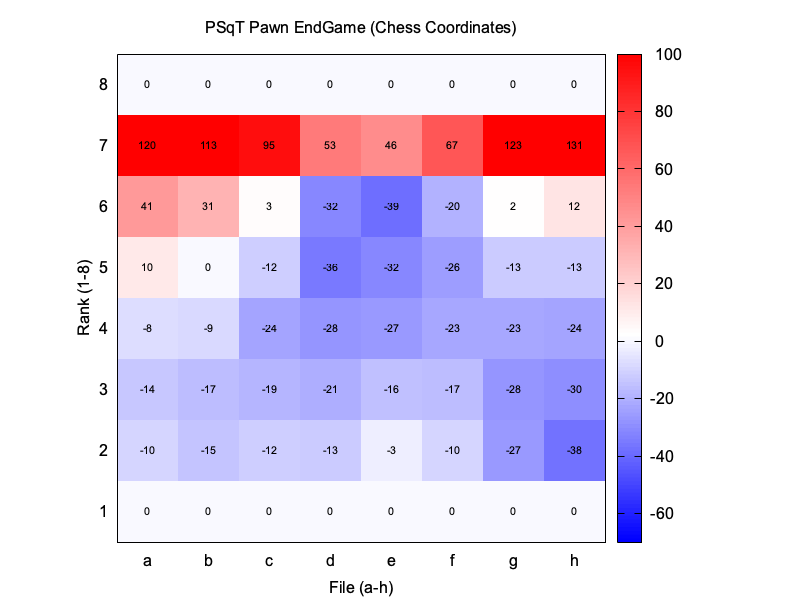 PSqT Pawn EndGame (Chess Coordinates)
100
8 0 0 0 0 0 0 0 0
80
7 120 113 95 53 46 67 123 131
60
6 41 31 3 -32 -39 -20 2 12
40
5 10 0 -12 -36 -32 -26 -13 -13
20
Rank (1-8)
4 -8 -9 -24 -28 -27 -23 -23 -24
0
3 -14 -17 -19 -21 -16 -17 -28 -30
-20
2 -10 -15 -12 -13 -3 -10 -27 -38
-40
1 0 0 0 0 0 0 0 0
-60
a b c d e f g h
File (a-h)